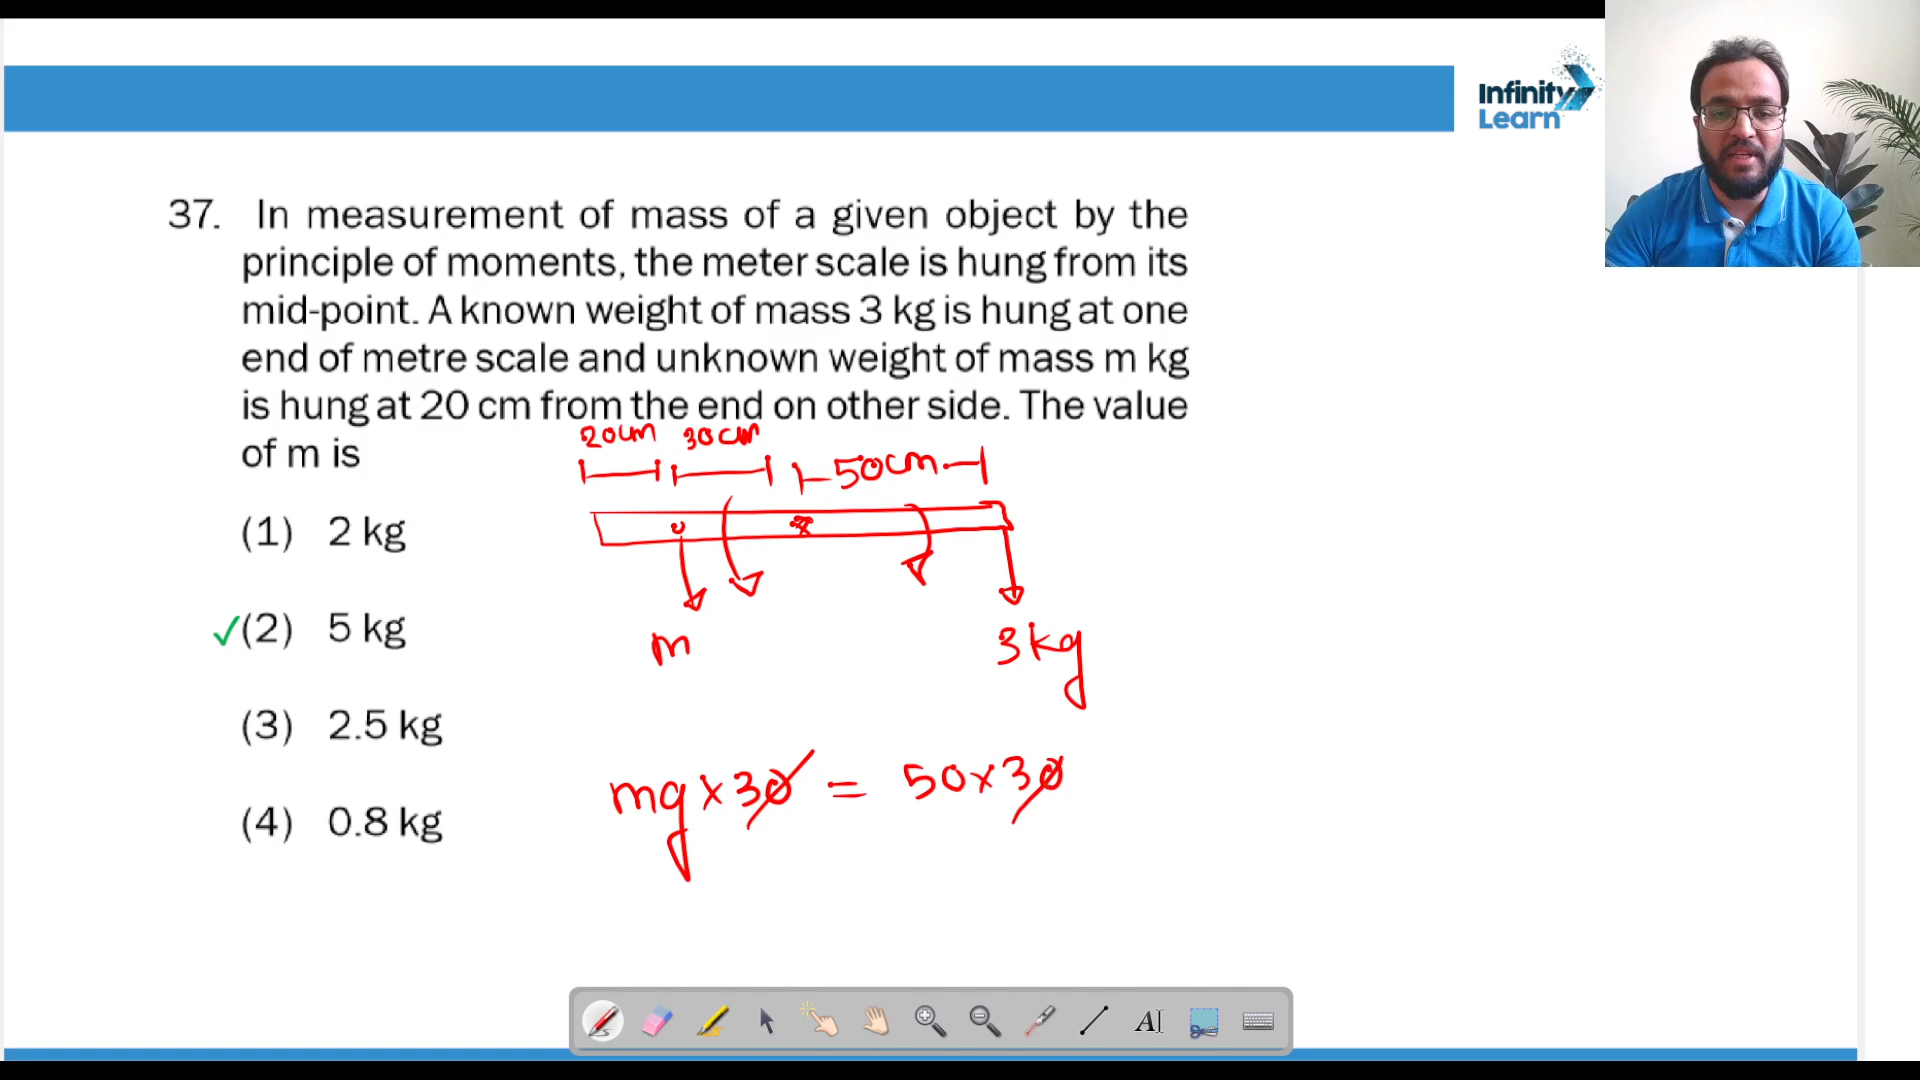 Infinity
Learn
37. In measurement of mass of a given object by the
principle of moments, the meter scale is hung from its
mid-point. A known weight of mass 3 kg is hung at one
end of metre scale and unknown weight of mass m kg
is hung at 20 cm from the end on other side. The value
of m is
20cm 30cm
50cm
(1) 2 kg
✓(2) 5 kg
m
3kg
(3) 2.5 kg
mg × 30 = 50 × 30
(4) 0.8 kg
A